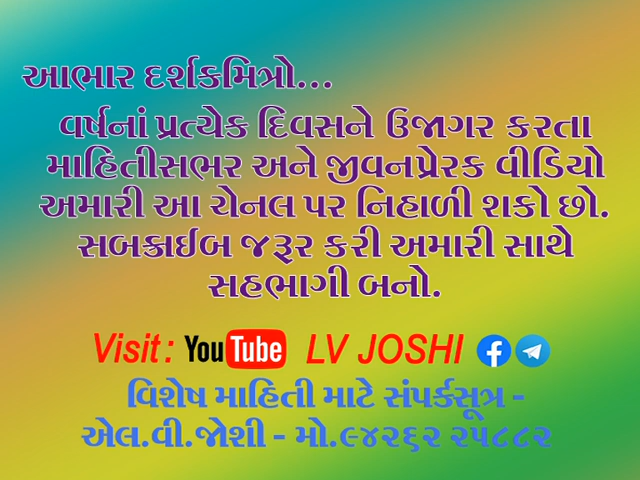 આભાર દર્શકમિત્રો...
વર્ષનાં પ્રત્યેક દિવસને ઉજાગર કરતા
માહિતીસભર અને જીવનપ્રેરક વીડિયો
અમારી આ ચેનલ પર નિહાળી શકો છો.
સબક્રાઈબ જરૂર કરી અમારી સાથે
સહભાગી બનો.
Visit : YouTube LV JOSHI
વિશેષ માહિતી માટે સંપર્કસૂત્ર -
એલ.વી.જોશી - મો.૯૪૨૬૨ ૨૫૮૮૨